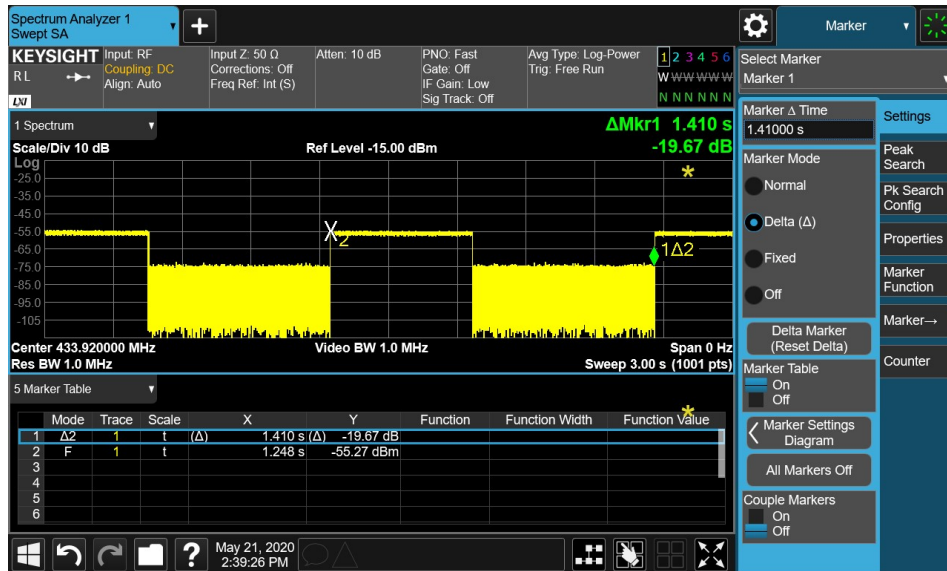 Spectrum Analyzer 1
Swept SA
+
Marker
KEYSIGHT
R L
LXI
Input: RF
Coupling: DC
Align: Auto
Input Z: 50 Ω
Corrections: Off
Freq Ref: Int (S)
Atten: 10 dB
PNO: Fast
Gate: Off
IF Gain: Low
Sig Track: Off
Avg Type: Log-Power
Trig: Free Run
1 2 3 4 5 6
W W W W W W
N N N N N N
Select Marker
Marker 1
1 Spectrum
Scale/Div 10 dB
Ref Level -15.00 dBm
ΔMkr1 1.410 s
-19.67 dB
Log
-25.0
-35.0
-45.0
-55.0
-65.0
-75.0
-85.0
-95.0
-105
X2
1Δ2
*
Center 433.920000 MHz
Res BW 1.0 MHz
Video BW 1.0 MHz
Span 0 Hz
Sweep 3.00 s (1001 pts)
5 Marker Table
*
Mode Trace Scale X Y Function Function Width Function Value
1 Δ2 1 t (Δ) 1.410 s (Δ) -19.67 dB
2 F 1 t 1.248 s -55.27 dBm
3
4
5
6
Marker Δ Time
1.41000 s
Marker Mode
Normal
Delta (Δ)
Fixed
Off
Delta Marker
(Reset Delta)
Marker Table
On
Off
Marker Settings
Diagram
All Markers Off
Couple Markers
On
Off
Settings
Peak
Search
Pk Search
Config
Properties
Marker
Function
Marker→
Counter
?
May 21, 2020
2:39:26 PM